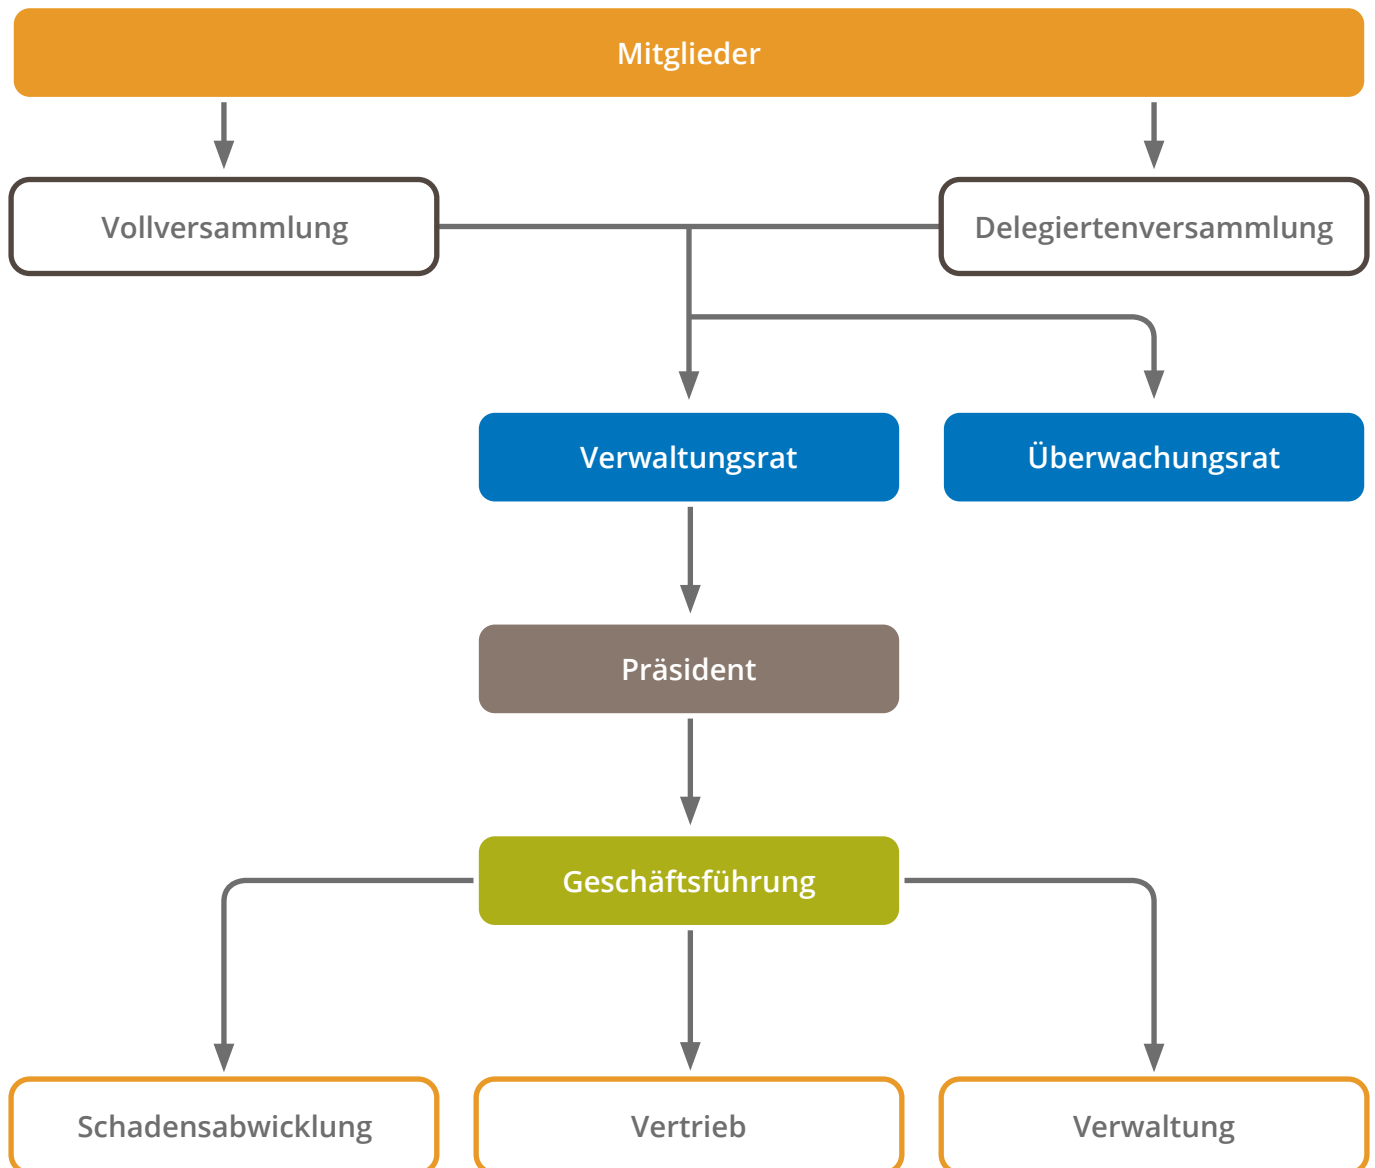 Mitglieder
Vollversammlung
Delegiertenversammlung
Verwaltungsrat
Überwachungsrat
Präsident
Geschäftsführung
Schadensabwicklung
Vertrieb
Verwaltung